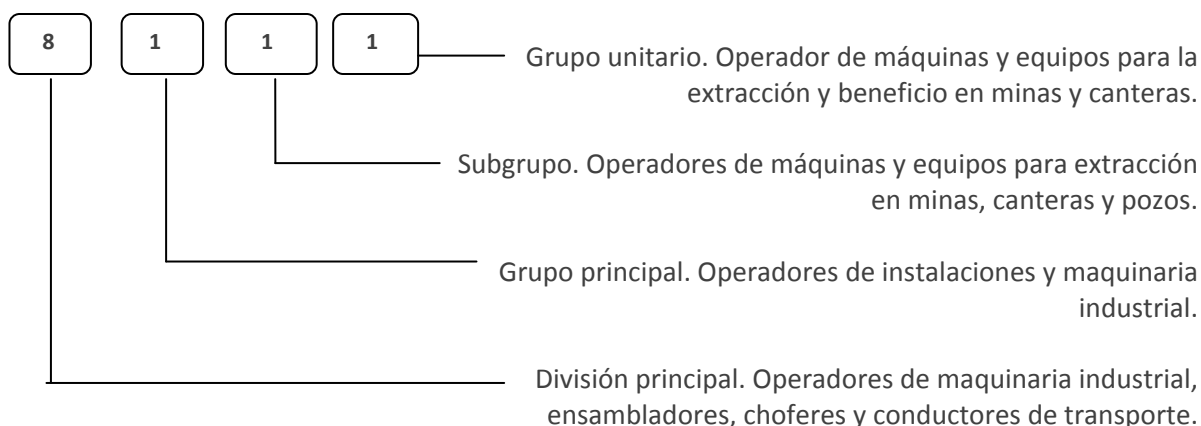 8 1 1 1
Grupo unitario. Operador de máquinas y equipos para la
extracción y beneficio en minas y canteras.
Subgrupo. Operadores de máquinas y equipos para extracción
en minas, canteras y pozos.
Grupo principal. Operadores de instalaciones y maquinaria
industrial.
División principal. Operadores de maquinaria industrial,
ensambladores, choferes y conductores de transporte.